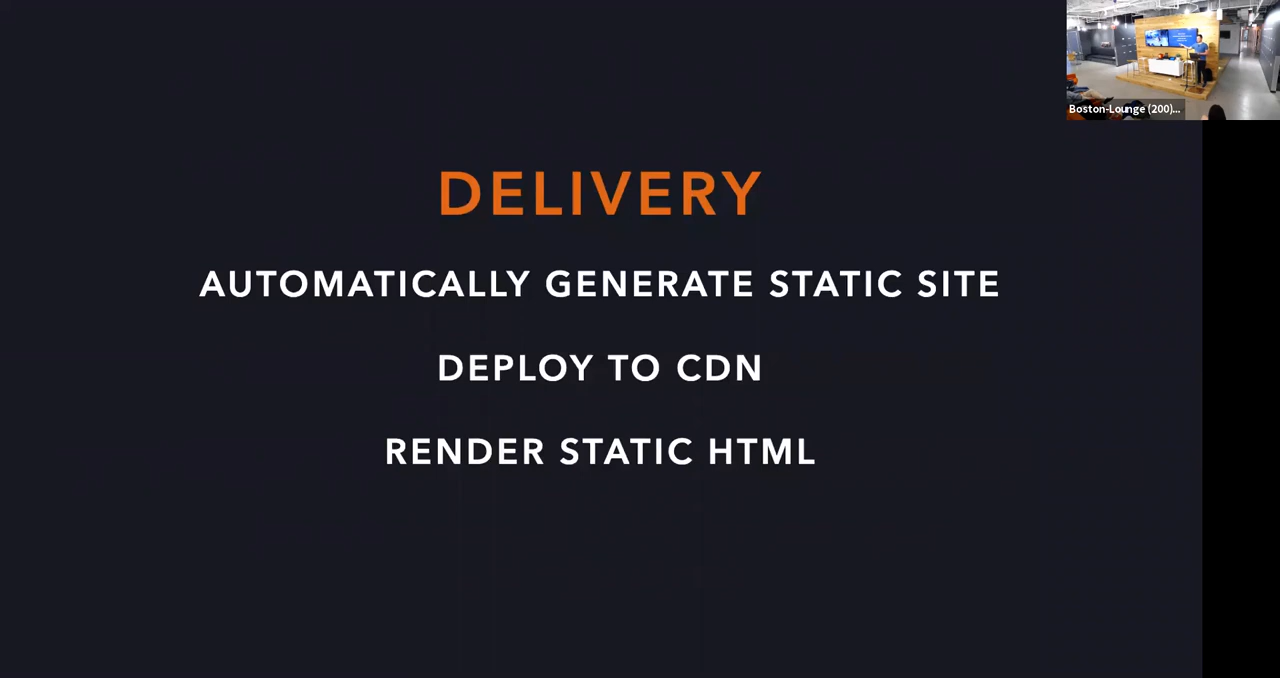 DELIVERY
AUTOMATICALLY GENERATE STATIC SITE
DEPLOY TO CDN
RENDER STATIC HTML
Boston-Lounge (200)...